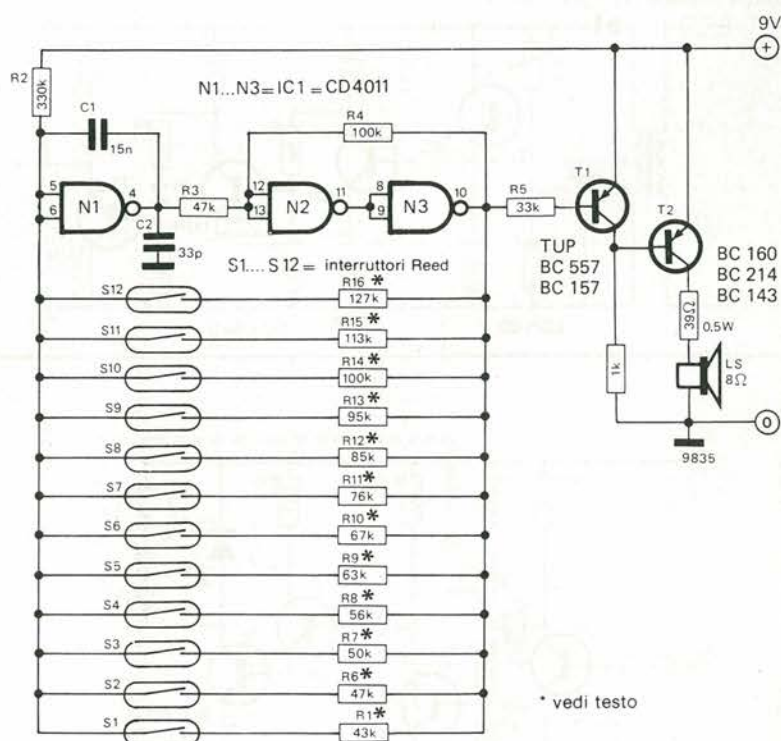 9V
+
R2
330k
N1...N3=IC1=CD4011
C1
15n
R4
100k
5
6
N1
4
R3
47k
12
13
N2
11
8
9
N3
10
R5
33k
T1
T2
C2
33p
TUP
BC 557
BC 157
BC 160
BC 214
BC 143
S1....S12= interruttori Reed
39Ω
0.5W
1k
LS
8Ω
0
9835
S12
R16*
127k
S11
R15*
113k
S10
R14*
100k
S9
R13*
95k
S8
R12*
85k
S7
R11*
76k
S6
R10*
67k
S5
R9*
63k
S4
R8*
56k
S3
R7*
50k
S2
R6*
47k
S1
R1*
43k
* vedi testo